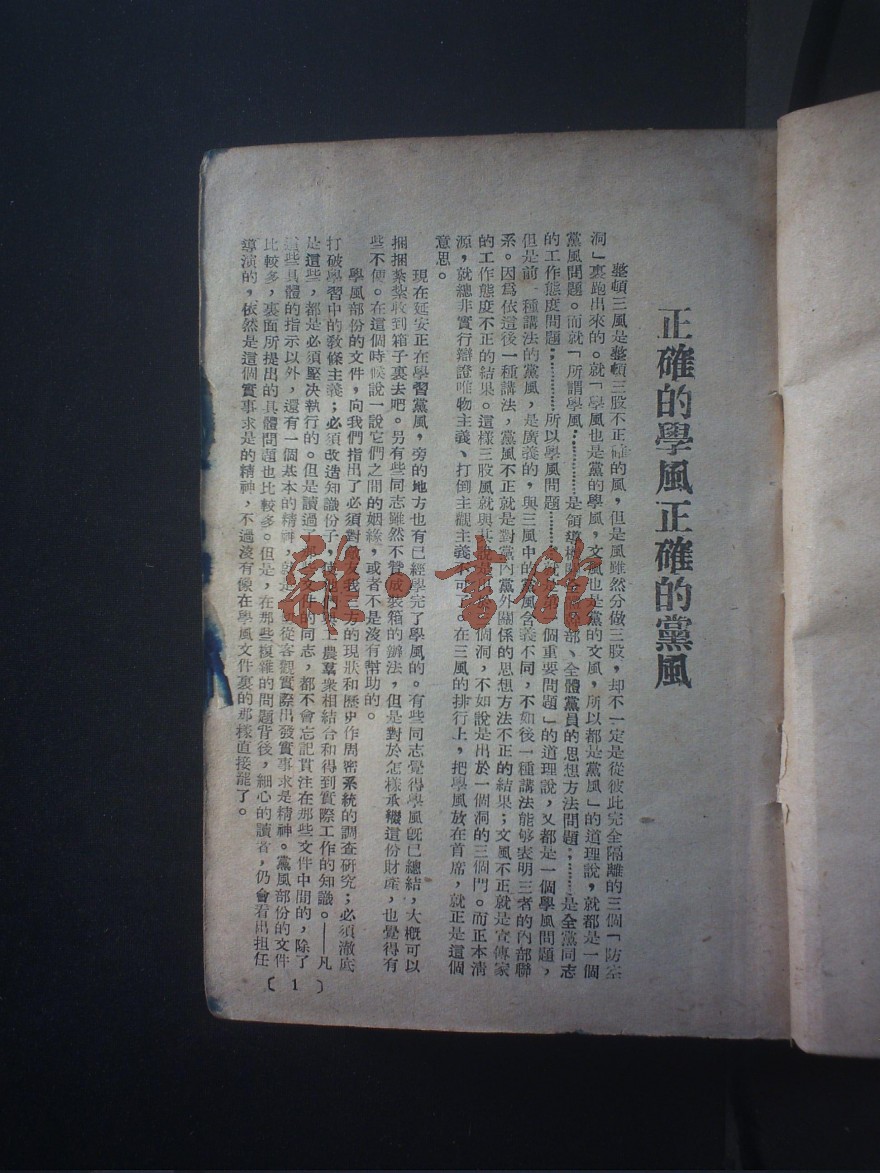 正確的學風正確的黨風
整頓三風是整頓三股不正確的風，但是風雖然分做三股，却不一定是從彼此完全隔離的三個「防空
洞」裏跑出來的。就「學風也是黨的學風，文風也是黨的文風，所以都是黨風」的道理說，就都是一個
黨風問題。而就「所謂學風……是領導機關 、全體黨員的思想方法問題，……是全黨同志
的工作態度問題，……所以學風問題 個重要問題」的道理說，又都是一個學風問題，
但是前一種講法的黨風，是廣義的，與三風中的黨風含義不同，不如後一種講法能够表明三者的內部聯
系。因爲依這後一種講法，黨風不正就是對黨內黨外關係的思想方法不正的結果；文風不正就是宣傳家
的工作態度不正的結果。這樣三股風就與 個洞，不如說是出於一個洞的三個門。而正本清
源，就總非實行辯證唯物主義、打倒主觀主義 可。在三風的排行上，把學風放在首席，就正是這個
意思。
現在延安正在學習黨風，旁的地方也有已經學完了學風的。有些同志覺得學風旣已總結，大槪可以
捆捆紮紮收到箱子裏去吧。另有些同志雖然不贊成裝箱的辦法，但是對於怎樣承繼這份財產，也覺得有
些不便。在這個時候說一說它們之間的姻緣，或者不是沒有幫助的。
學風部份的文件，向我們指出了必須對敵友我三方的現狀和歷史作周密系統的調查研究；必須澈底
打破學習中的敎條主義；必須改造知識份子， 工農羣衆相結合和得到實際工作的知識。——凡
是這些，都是必須堅決執行的。但是讀過了 文件的同志，都不會忘記貫注在那些文件中間的，除了
這些具體的指示以外，還有一個基本的精神，就是 從客觀實際出發實事求是精神。黨風部份的文件
比較多，裏面所提出的具體問題也比較多。但是，在那些複雜的問題背後，細心的讀者，仍會看出担任
導演的，依然是這個實事求是的精神，不過沒有像在學風文件裏的那樣直接罷了。
〔1〕
雜·書館